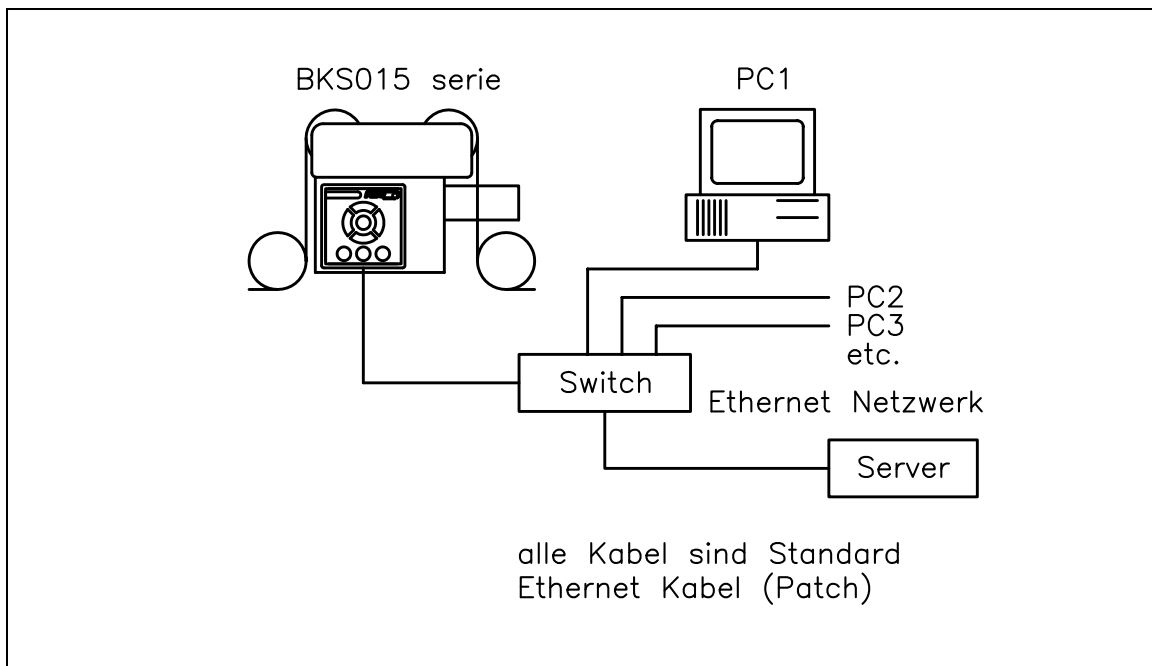 BKS015 serie
PC1
PC2
PC3
etc.
Switch
Ethernet Netzwerk
Server
alle Kabel sind Standard
Ethernet Kabel (Patch)